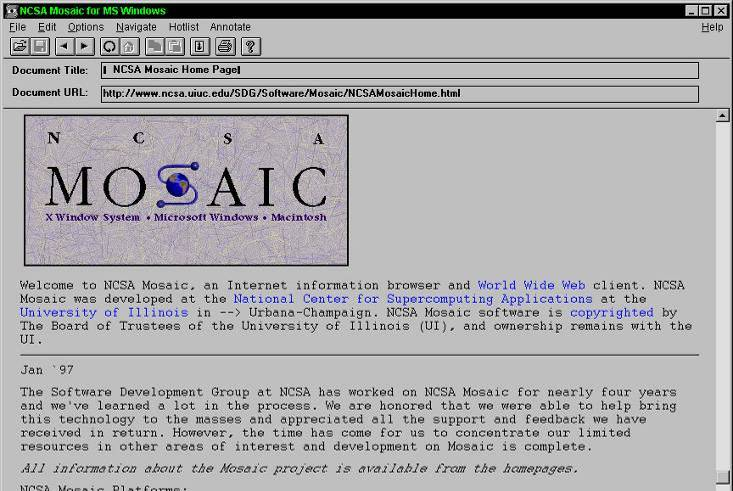 NCSA Mosaic for MS Windows
File Edit Options Navigate Hotlist Annotate Help
Document Title: NCSA Mosaic Home Page
Document URL: http://www.ncsa.uiuc.edu/SDG/Software/Mosaic/NCSAMosaicHome.html
N C S A
MOSAIC
X Window System • Microsoft Windows • Macintosh
Welcome to NCSA Mosaic, an Internet information browser and World Wide Web client. NCSA
Mosaic was developed at the National Center for Supercomputing Applications at the
University of Illinois in --> Urbana-Champaign. NCSA Mosaic software is copyrighted by
The Board of Trustees of the University of Illinois (UI), and ownership remains with the
UI.
Jan `97
The Software Development Group at NCSA has worked on NCSA Mosaic for nearly four years
and we've learned a lot in the process. We are honored that we were able to help bring
this technology to the masses and appreciated all the support and feedback we have
received in return. However, the time has come for us to concentrate our limited
resources in other areas of interest and development on Mosaic is complete.
All information about the Mosaic project is available from the homepages.
NCSA Mosaic Platforms: